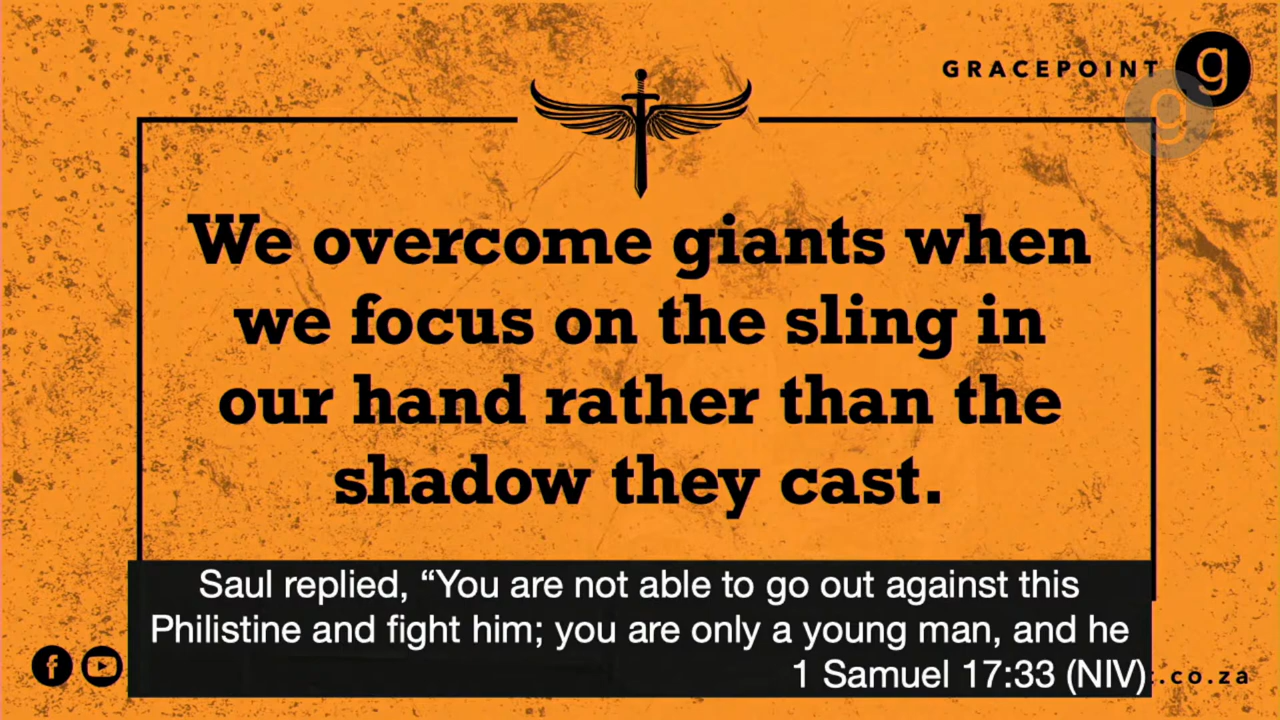 GRACEPOINT
g
g
We overcome giants when
we focus on the sling in
our hand rather than the
shadow they cast.
Saul replied, “You are not able to go out against this
Philistine and fight him; you are only a young man, and he
1 Samuel 17:33 (NIV)
.co.za